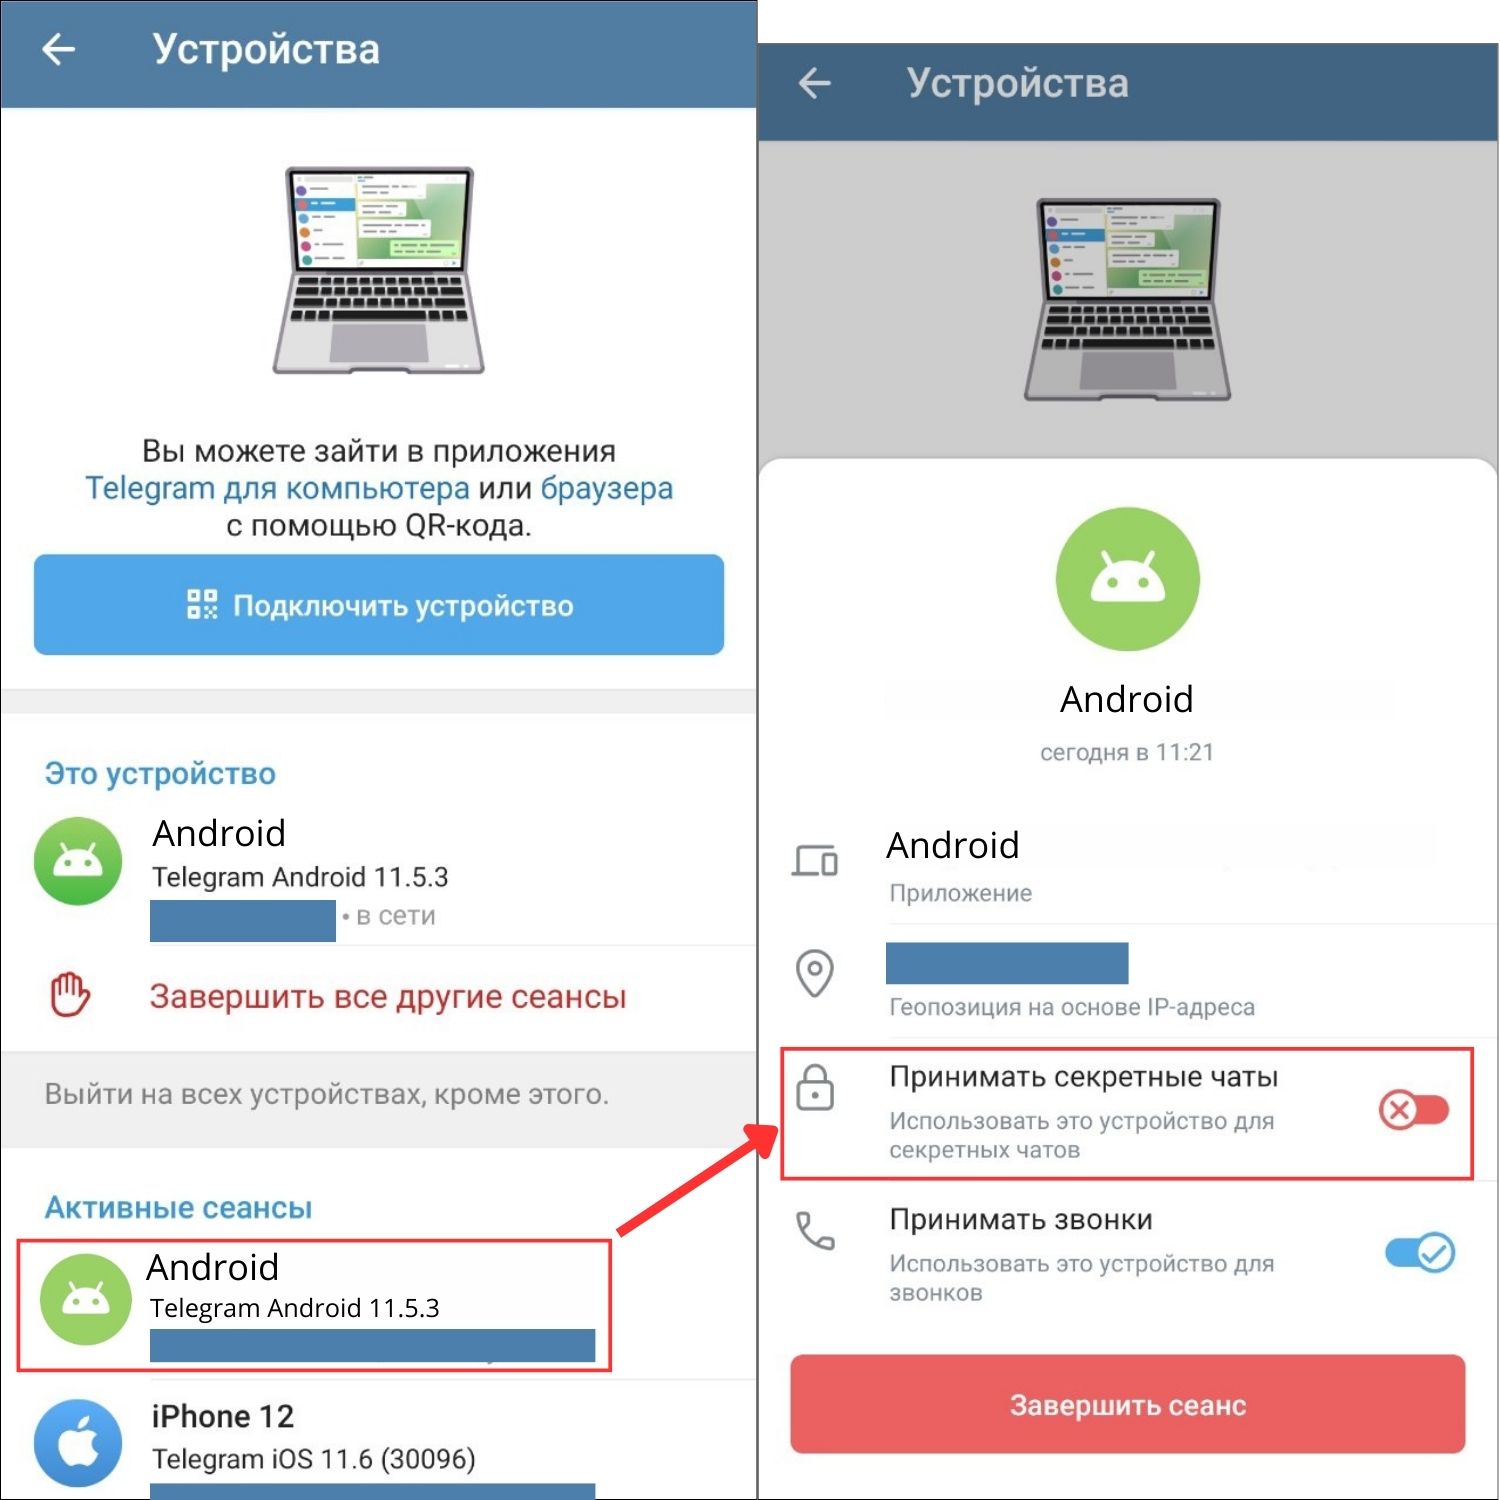 Устройства
Вы можете зайти в приложения
Telegram для компьютера или браузера
с помощью QR-кода.
Подключить устройство
Это устройство
Android
Telegram Android 11.5.3
• в сети
Завершить все другие сеансы
Выйти на всех устройствах, кроме этого.
Активные сеансы
Android
Telegram Android 11.5.3
iPhone 12
Telegram iOS 11.6 (30096)
Устройства
Android
сегодня в 11:21
Android
Приложение
Геопозиция на основе IP-адреса
Принимать секретные чаты
Использовать это устройство для
секретных чатов
Принимать звонки
Использовать это устройство для
звонков
Завершить сеанс